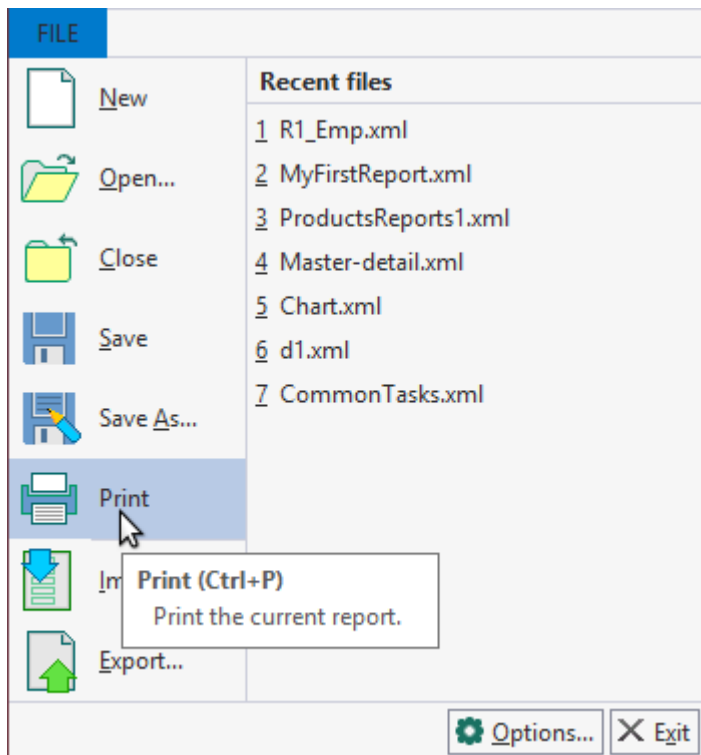 FILE
New
Open...
Close
Save
Save As...
Print
Export...
Recent files
1 R1_Emp.xml
2 MyFirstReport.xml
3 ProductsReports1.xml
4 Master-detail.xml
5 Chart.xml
6 d1.xml
7 CommonTasks.xml
Print (Ctrl+P)
Print the current report.
Options...
Exit